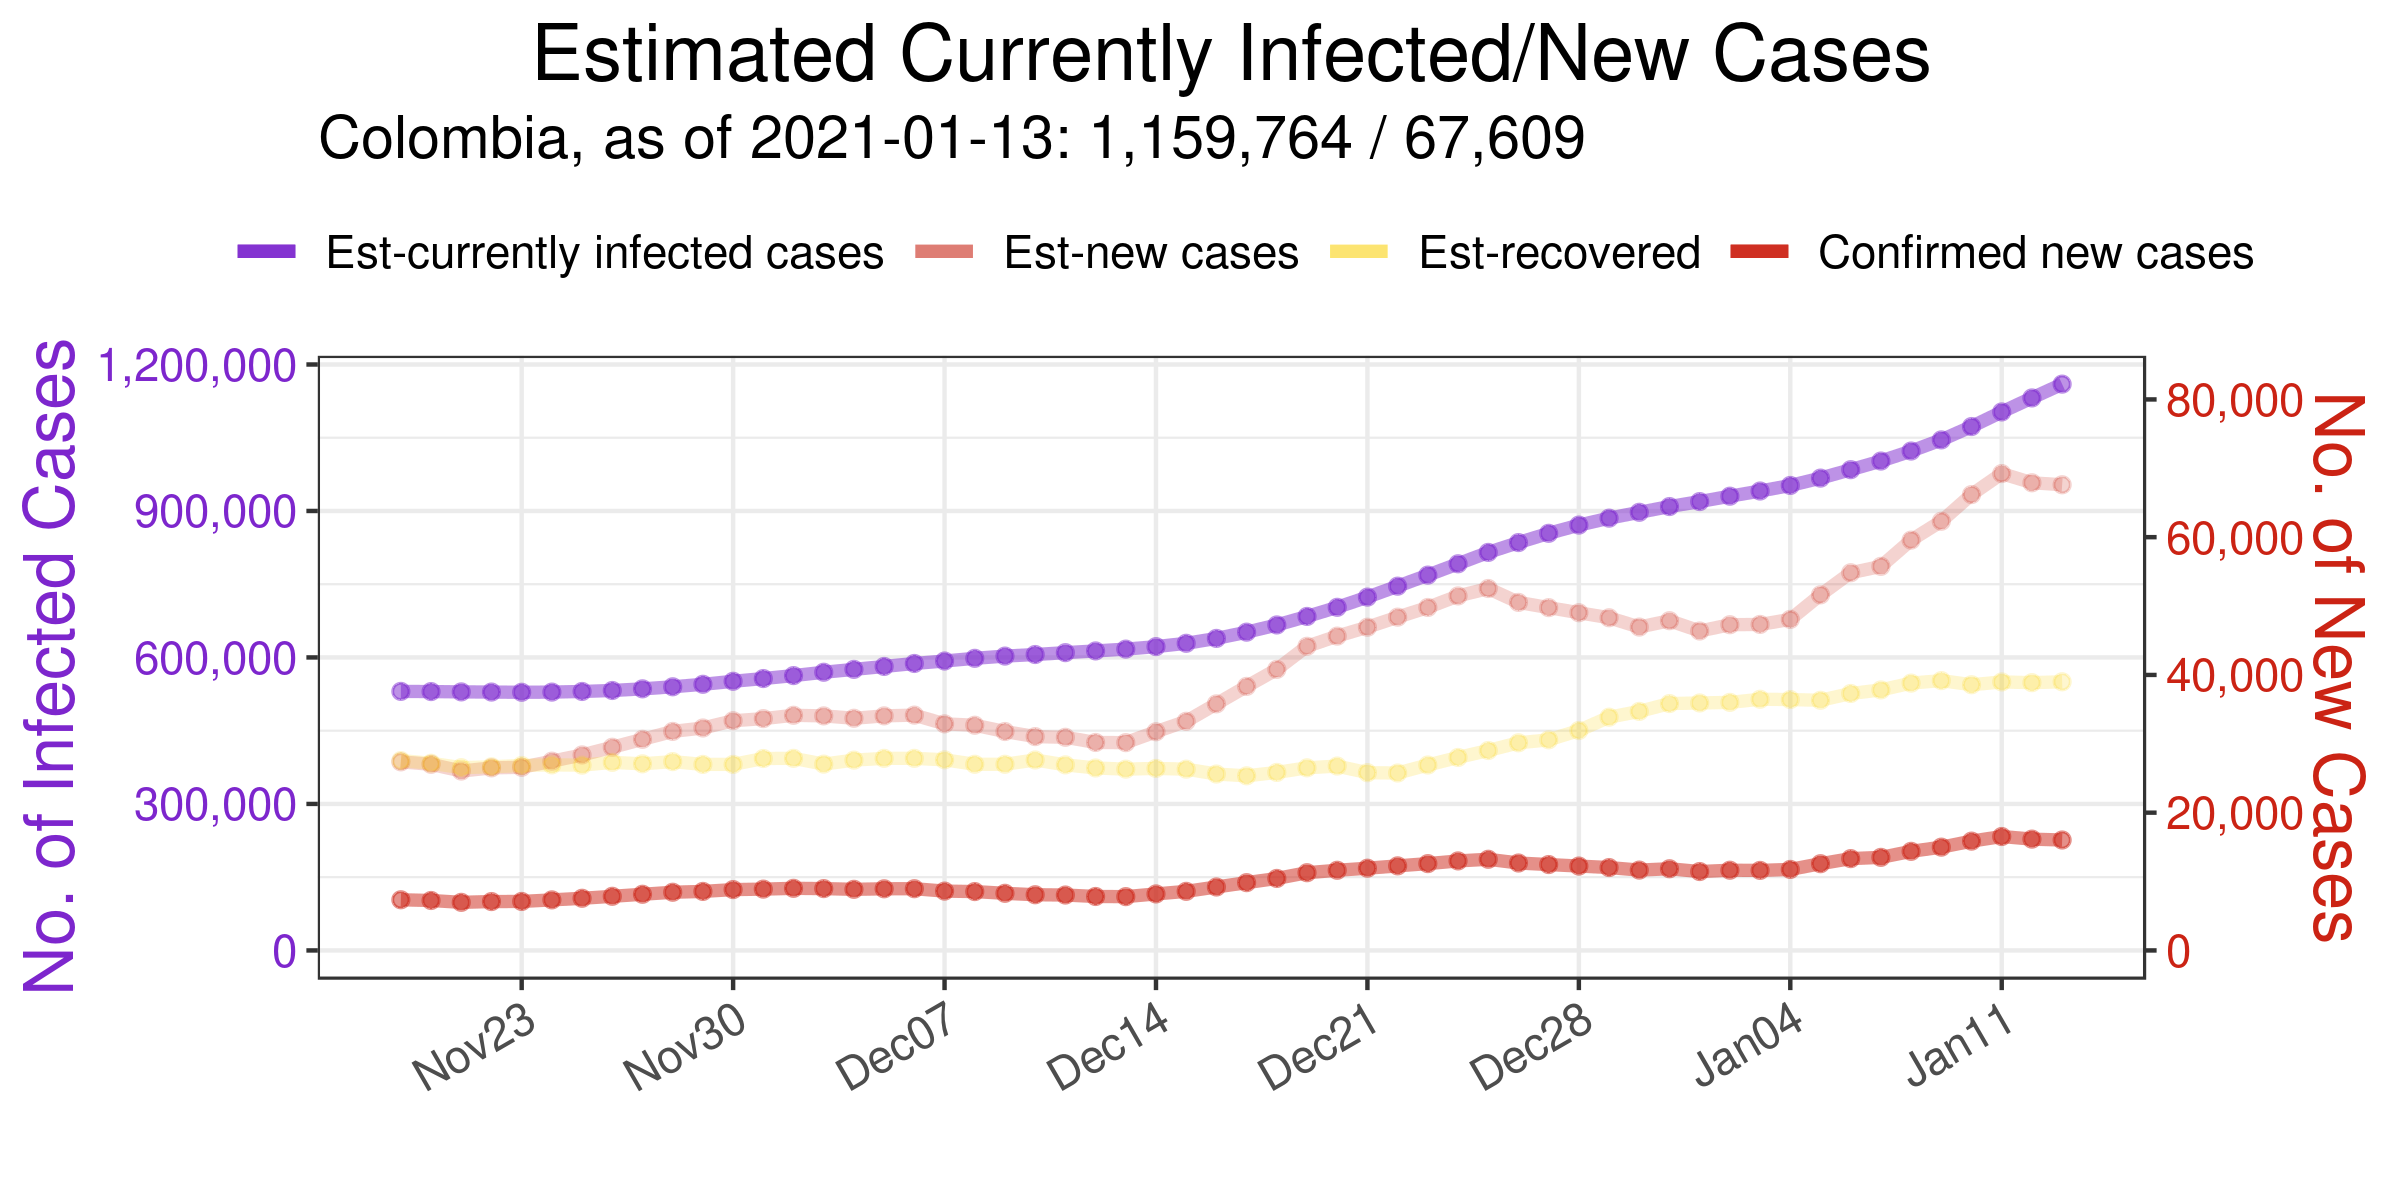 Estimated Currently Infected/New Cases
Colombia, as of 2021-01-13: 1,159,764 / 67,609
Est-currently infected cases Est-new cases Est-recovered Confirmed new cases
No. of Infected Cases
1,200,000
900,000
600,000
300,000
0
80,000
60,000
40,000
20,000
0
No. of New Cases
Nov23 Nov30 Dec07 Dec14 Dec21 Dec28 Jan04 Jan11